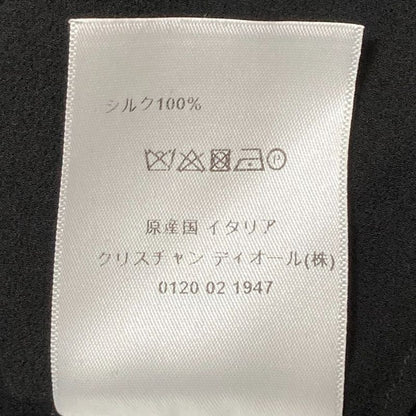 シルク100%
原産国 イタリア
クリスチャン ディオール(株)
0120 02 1947